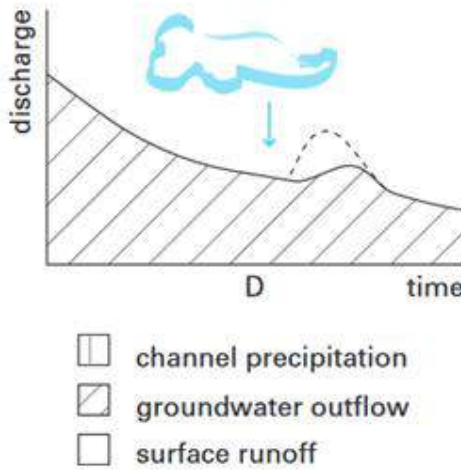 discharge
D
time
channel precipitation
groundwater outflow
surface runoff